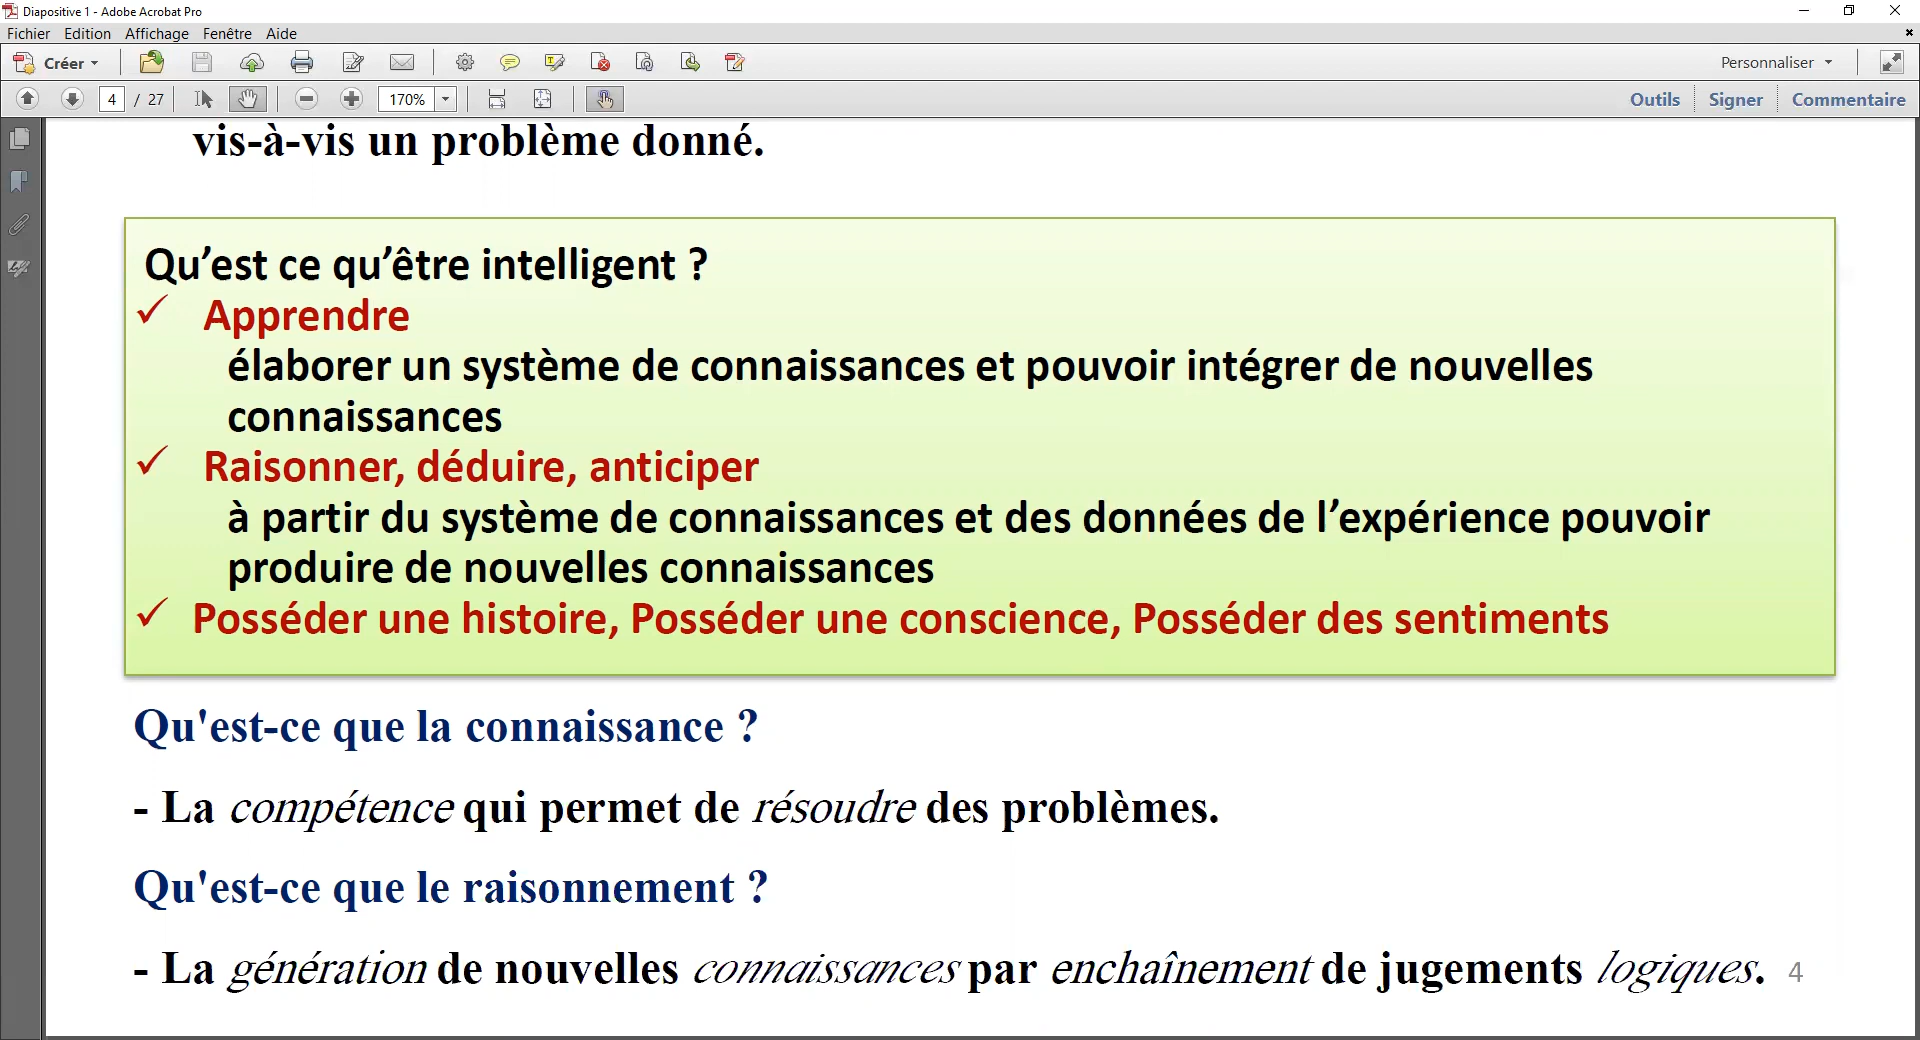 Diapositive 1 - Adobe Acrobat Pro
Fichier Edition Affichage Fenêtre Aide
Créer Personnaliser
4 / 27 170% Outils Signer Commentaire
vis-à-vis un problème donné.
Qu’est ce qu’être intelligent ?
✓ Apprendre
élaborer un système de connaissances et pouvoir intégrer de nouvelles
connaissances
✓ Raisonner, déduire, anticiper
à partir du système de connaissances et des données de l’expérience pouvoir
produire de nouvelles connaissances
✓ Posséder une histoire, Posséder une conscience, Posséder des sentiments
Qu'est-ce que la connaissance ?
- La compétence qui permet de résoudre des problèmes.
Qu'est-ce que le raisonnement ?
- La génération de nouvelles connaissances par enchaînement de jugements logiques. 4